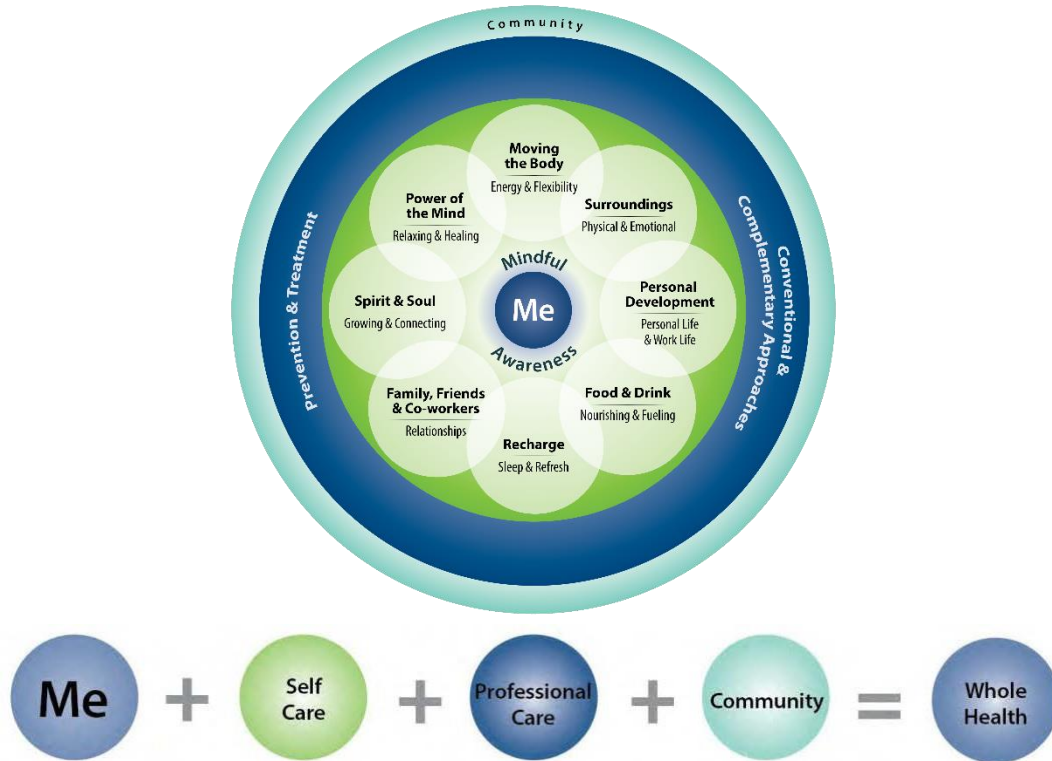 Community
Moving
the Body
Energy & Flexibility
Surroundings
Physical & Emotional
Power of
the Mind
Relaxing & Healing
Personal
Development
Personal Life
& Work Life
Spirit & Soul
Growing & Connecting
Mindful
Me
Awareness
Food & Drink
Nourishing & Fueling
Family, Friends
& Co-workers
Relationships
Recharge
Sleep & Refresh
Prevention & Treatment
Conventional &
Complementary Approaches
Me
+
Self
Care
+
Professional
Care
+
Community
=
Whole
Health